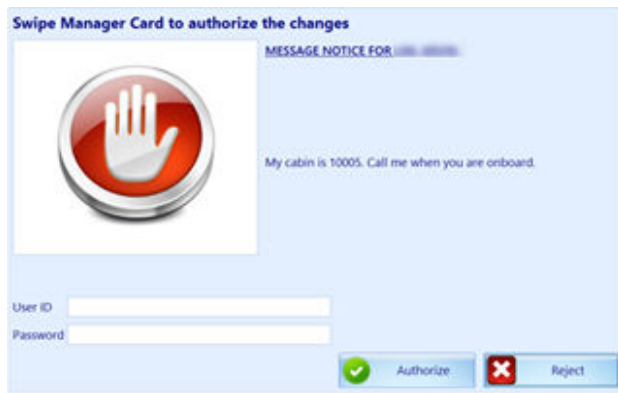 Swipe Manager Card to authorize the changes
MESSAGE NOTICE FOR
My cabin is 10005. Call me when you are onboard.
User ID
Password
Authorize
Reject